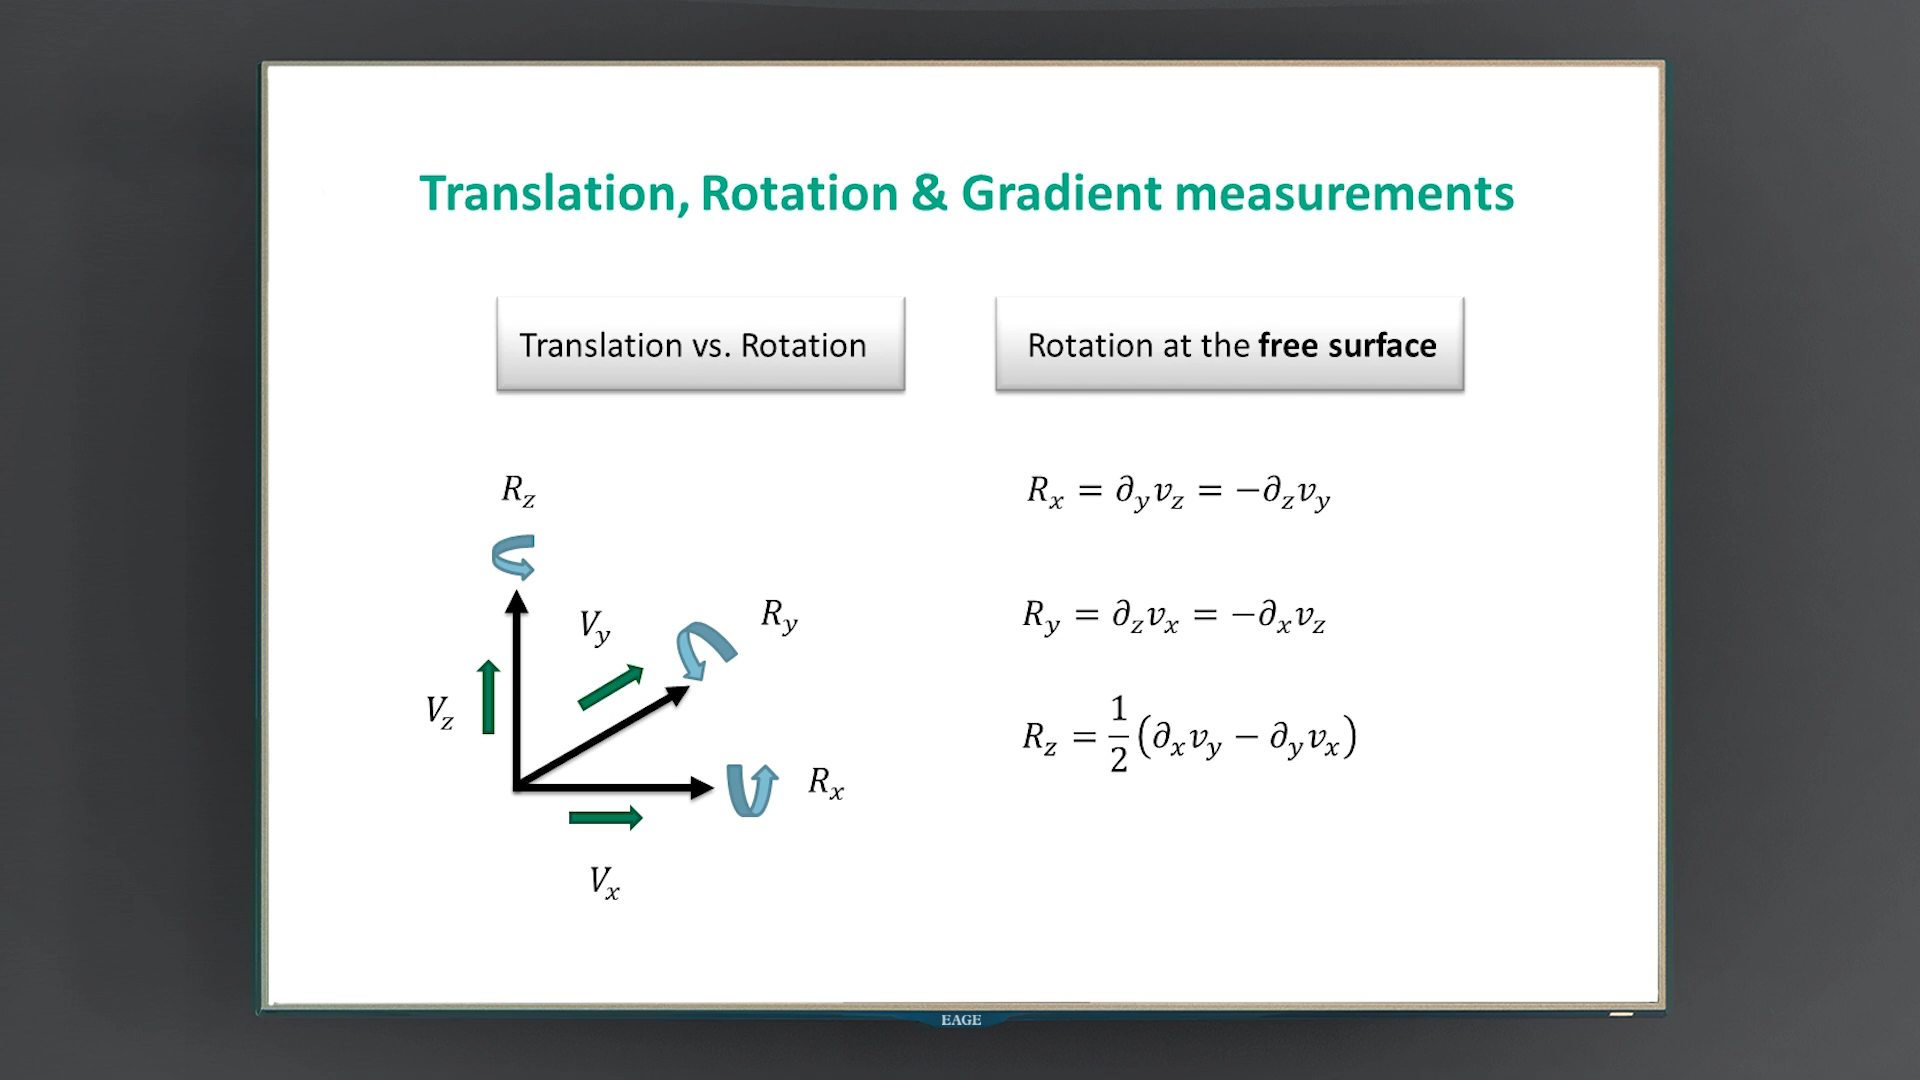 Translation, Rotation & Gradient measurements
Translation vs. Rotation
Rotation at the free surface
R_z
V_y
R_y
V_z
R_x
V_x
R_x = ∂_y v_z = −∂_z v_y
R_y = ∂_z v_x = −∂_x v_z
R_z = 1/2 (∂_x v_y − ∂_y v_x)
EAGE